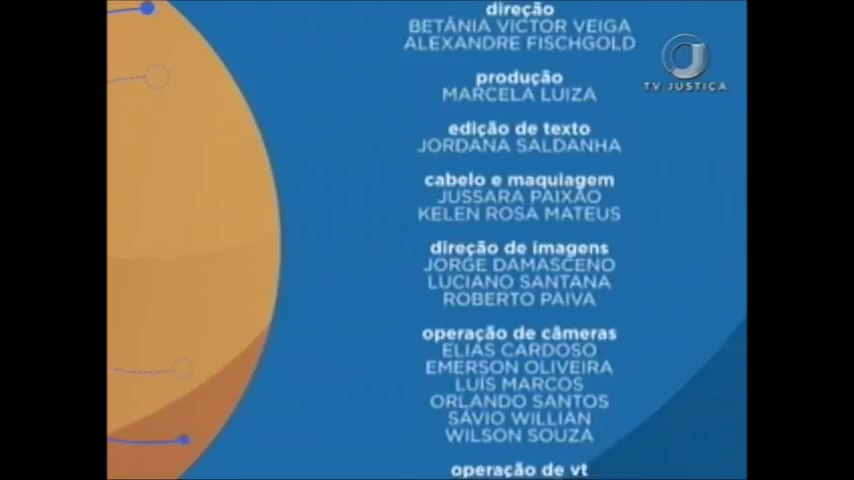 direção
BETÂNIA VICTOR VEIGA
ALEXANDRE FISCHGOLD
TV JUSTIÇA
produção
MARCELA LUIZA
edição de texto
JORDANA SALDANHA
cabelo e maquiagem
JUSSARA PAIXÃO
KELEN ROSA MATEUS
direção de imagens
JORGE DAMASCENO
LUCIANO SANTANA
ROBERTO PAIVA
operação de câmeras
ELIAS CARDOSO
EMERSON OLIVEIRA
LUÍS MARCOS
ORLANDO SANTOS
SÁVIO WILLIAN
WILSON SOUZA
operação de vt